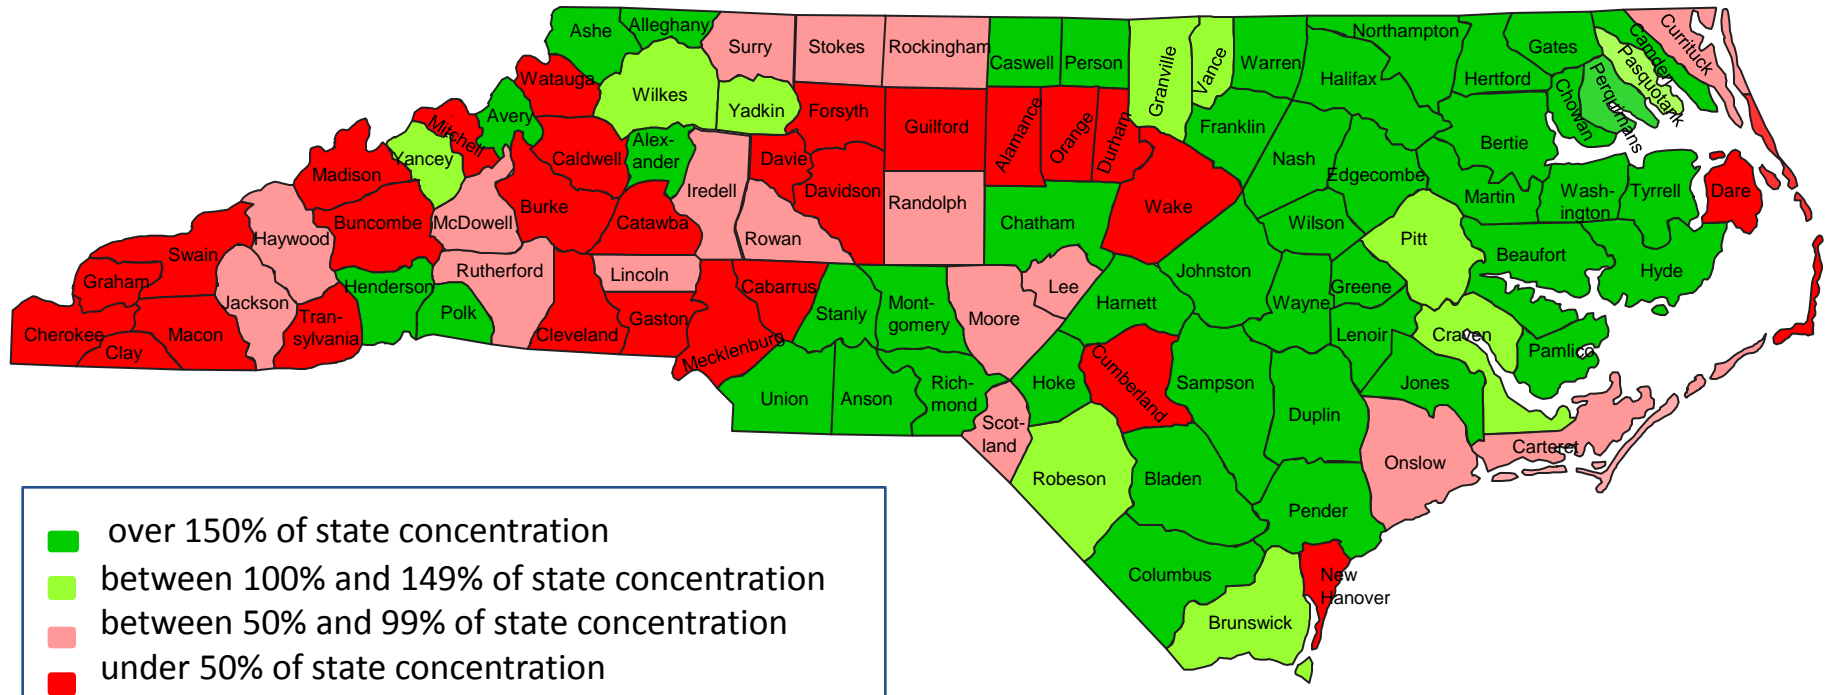 Ashe
Alleghany
Surry
Stokes
Rockingham
Caswell
Person
Granville
Vance
Warren
Northampton
Halifax
Hertford
Gates
Camden
Currituck
Pasquotank
Perquimans
Chowan
Watauga
Wilkes
Yadkin
Forsyth
Guilford
Alamance
Orange
Durham
Franklin
Nash
Edgecombe
Bertie
Avery
Mitchell
Yancey
Caldwell
Alex-
ander
Iredell
Davie
Davidson
Randolph
Chatham
Wake
Wilson
Martin
Wash-
ington
Tyrrell
Dare
Madison
Buncombe
McDowell
Burke
Catawba
Rowan
Haywood
Swain
Graham
Cherokee
Clay
Macon
Jackson
Tran-
sylvania
Henderson
Polk
Rutherford
Cleveland
Lincoln
Gaston
Mecklenburg
Cabarrus
Stanly
Mont-
gomery
Moore
Lee
Harnett
Johnston
Wayne
Greene
Pitt
Beaufort
Hyde
Lenoir
Craven
Pamlico
Jones
Union
Anson
Rich-
mond
Scot-
land
Hoke
Cumberland
Sampson
Duplin
Onslow
Carteret
Robeson
Bladen
Pender
Columbus
Brunswick
New
Hanover
over 150% of state concentration
between 100% and 149% of state concentration
between 50% and 99% of state concentration
under 50% of state concentration